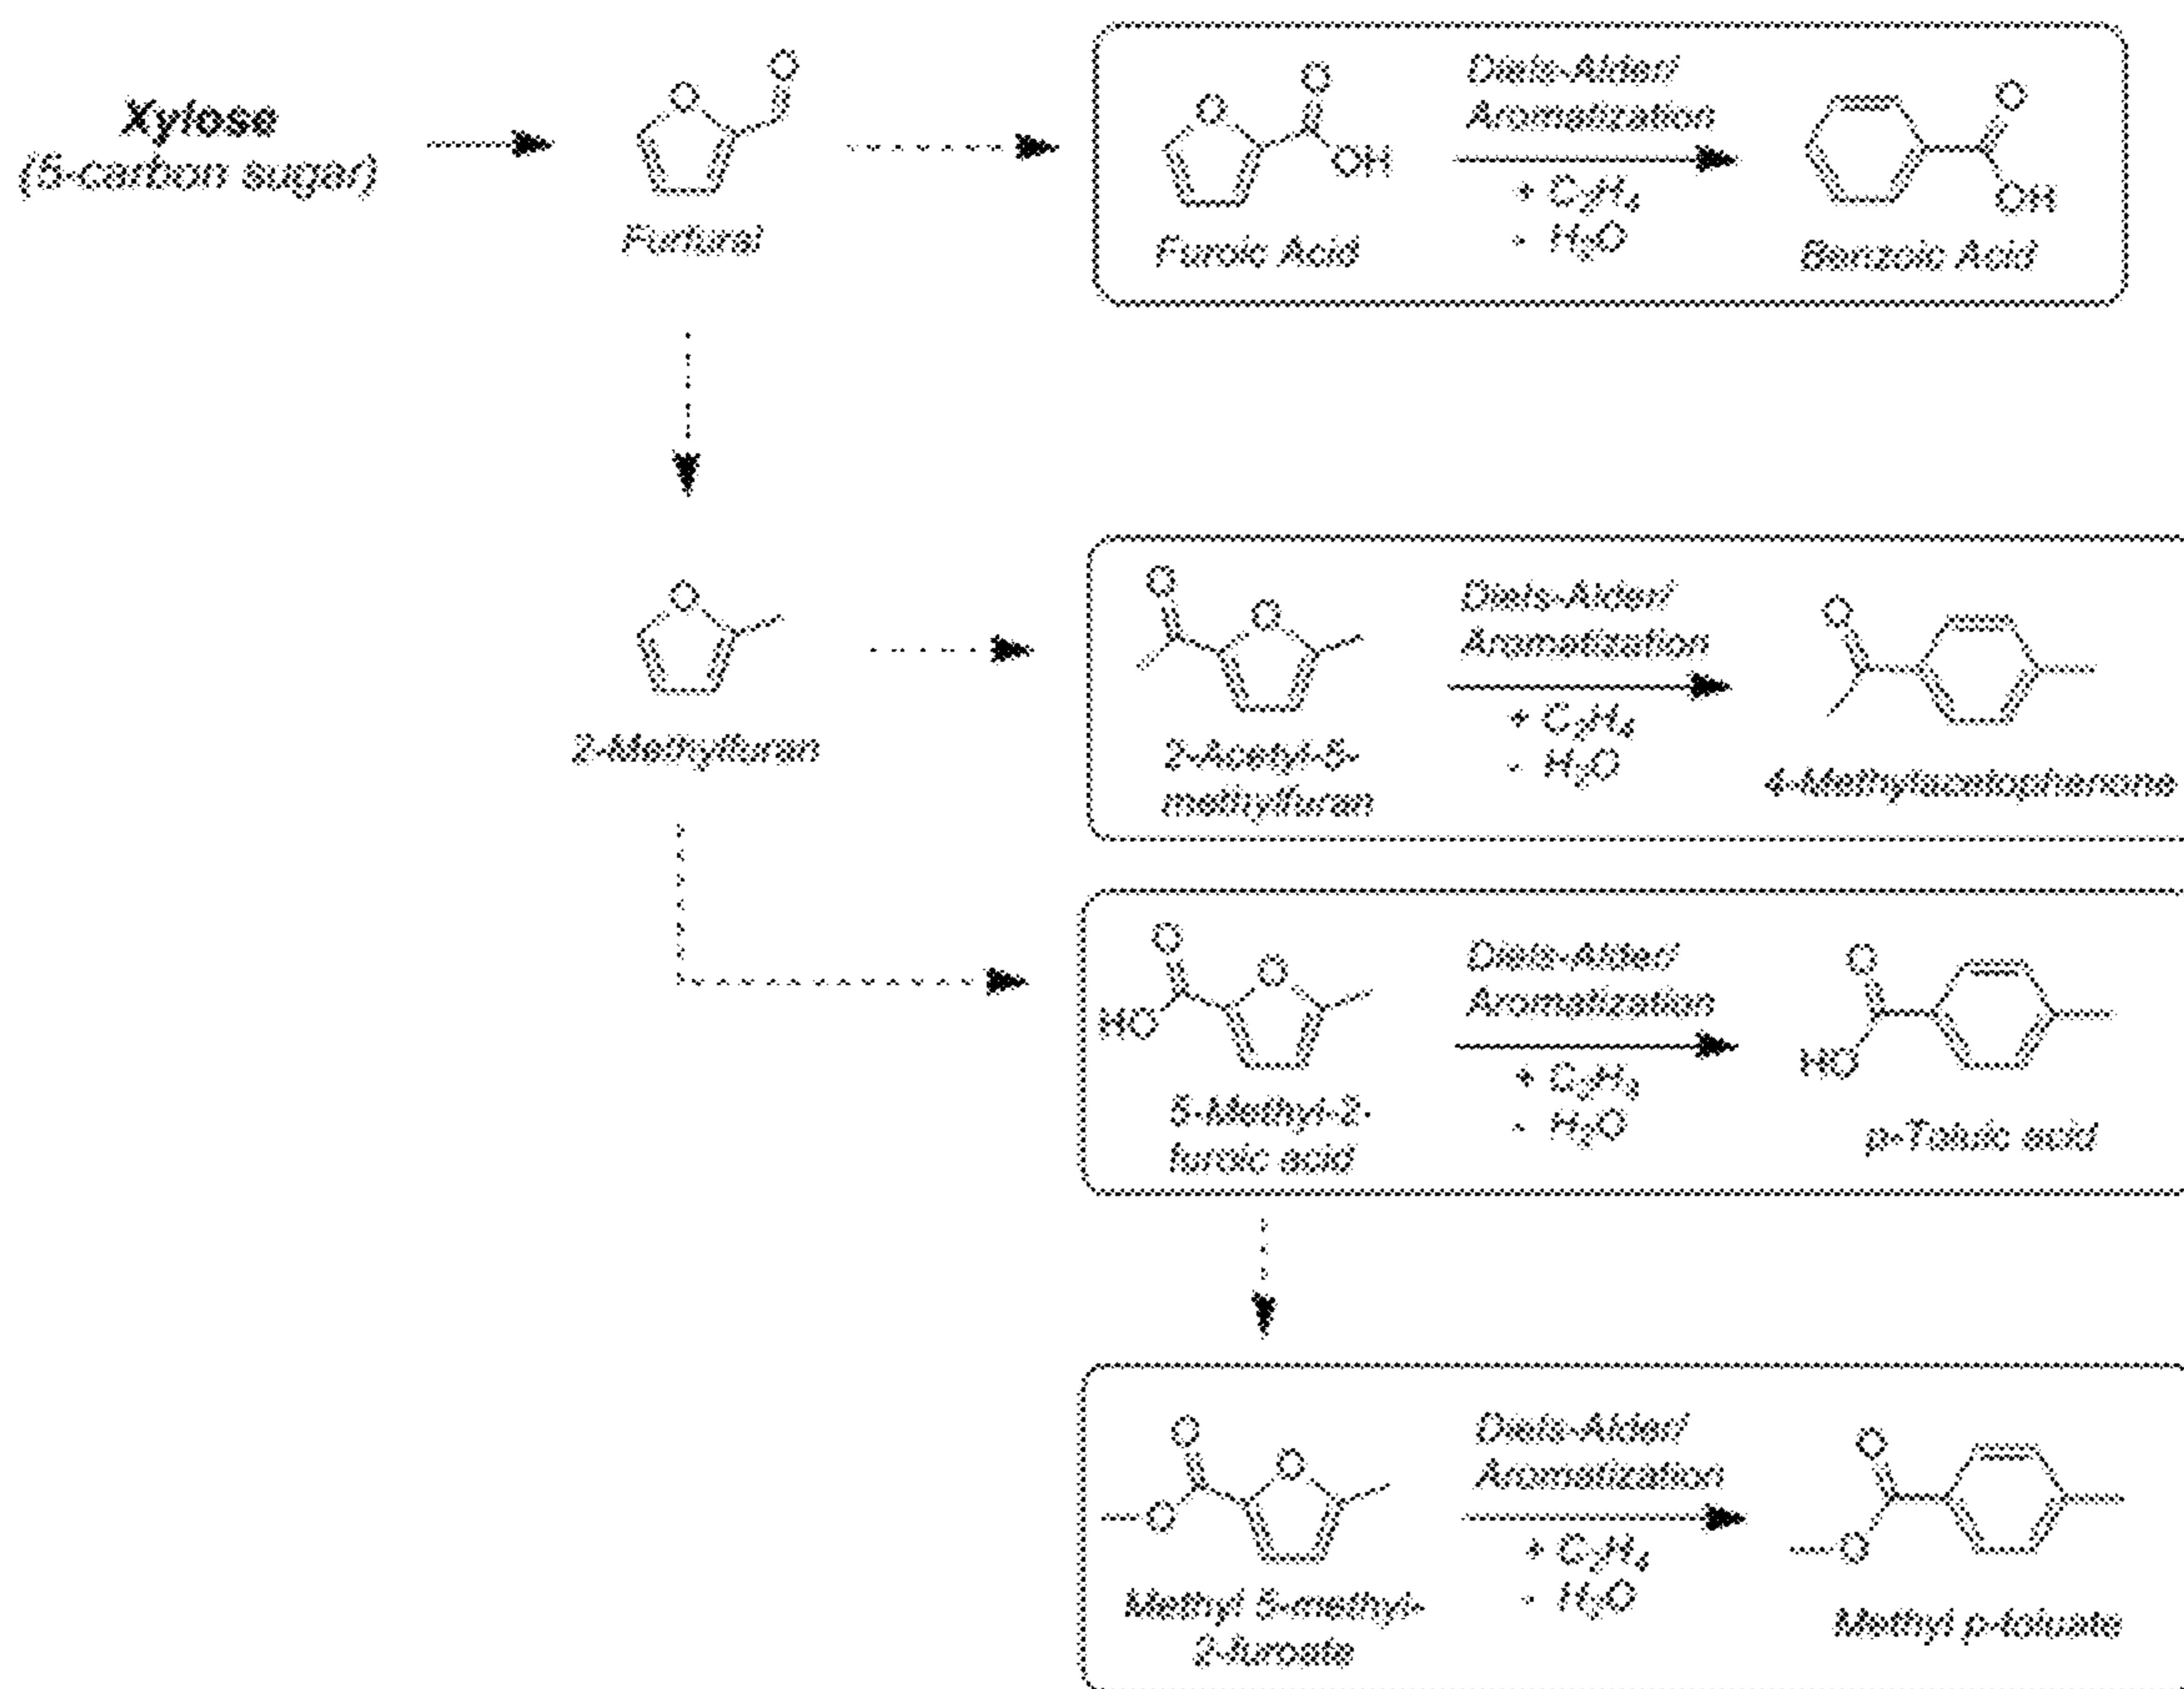 Xylose
(5-carbon sugar)
O
O
Furfural
O
O
OH
Furoic Acid
Diels-Alder/
Aromatization
+ C₂H₄
- H₂O
O
OH
Benzoic Acid
O
2-Methylfuran
O
O
2-Acetyl-5-
methylfuran
Diels-Alder/
Aromatization
+ C₂H₄
- H₂O
O
4-Methylacetophenone
O
O
HO
5-Methyl-2-
furoic acid
Diels-Alder/
Aromatization
- H₂O
O
HO
p-Toluic acid
O
O
O
Methyl 5-methyl-
2-furoate
Diels-Alder/
Aromatization
+ C₂H₄
- H₂O
O
O
Methyl p-toluate